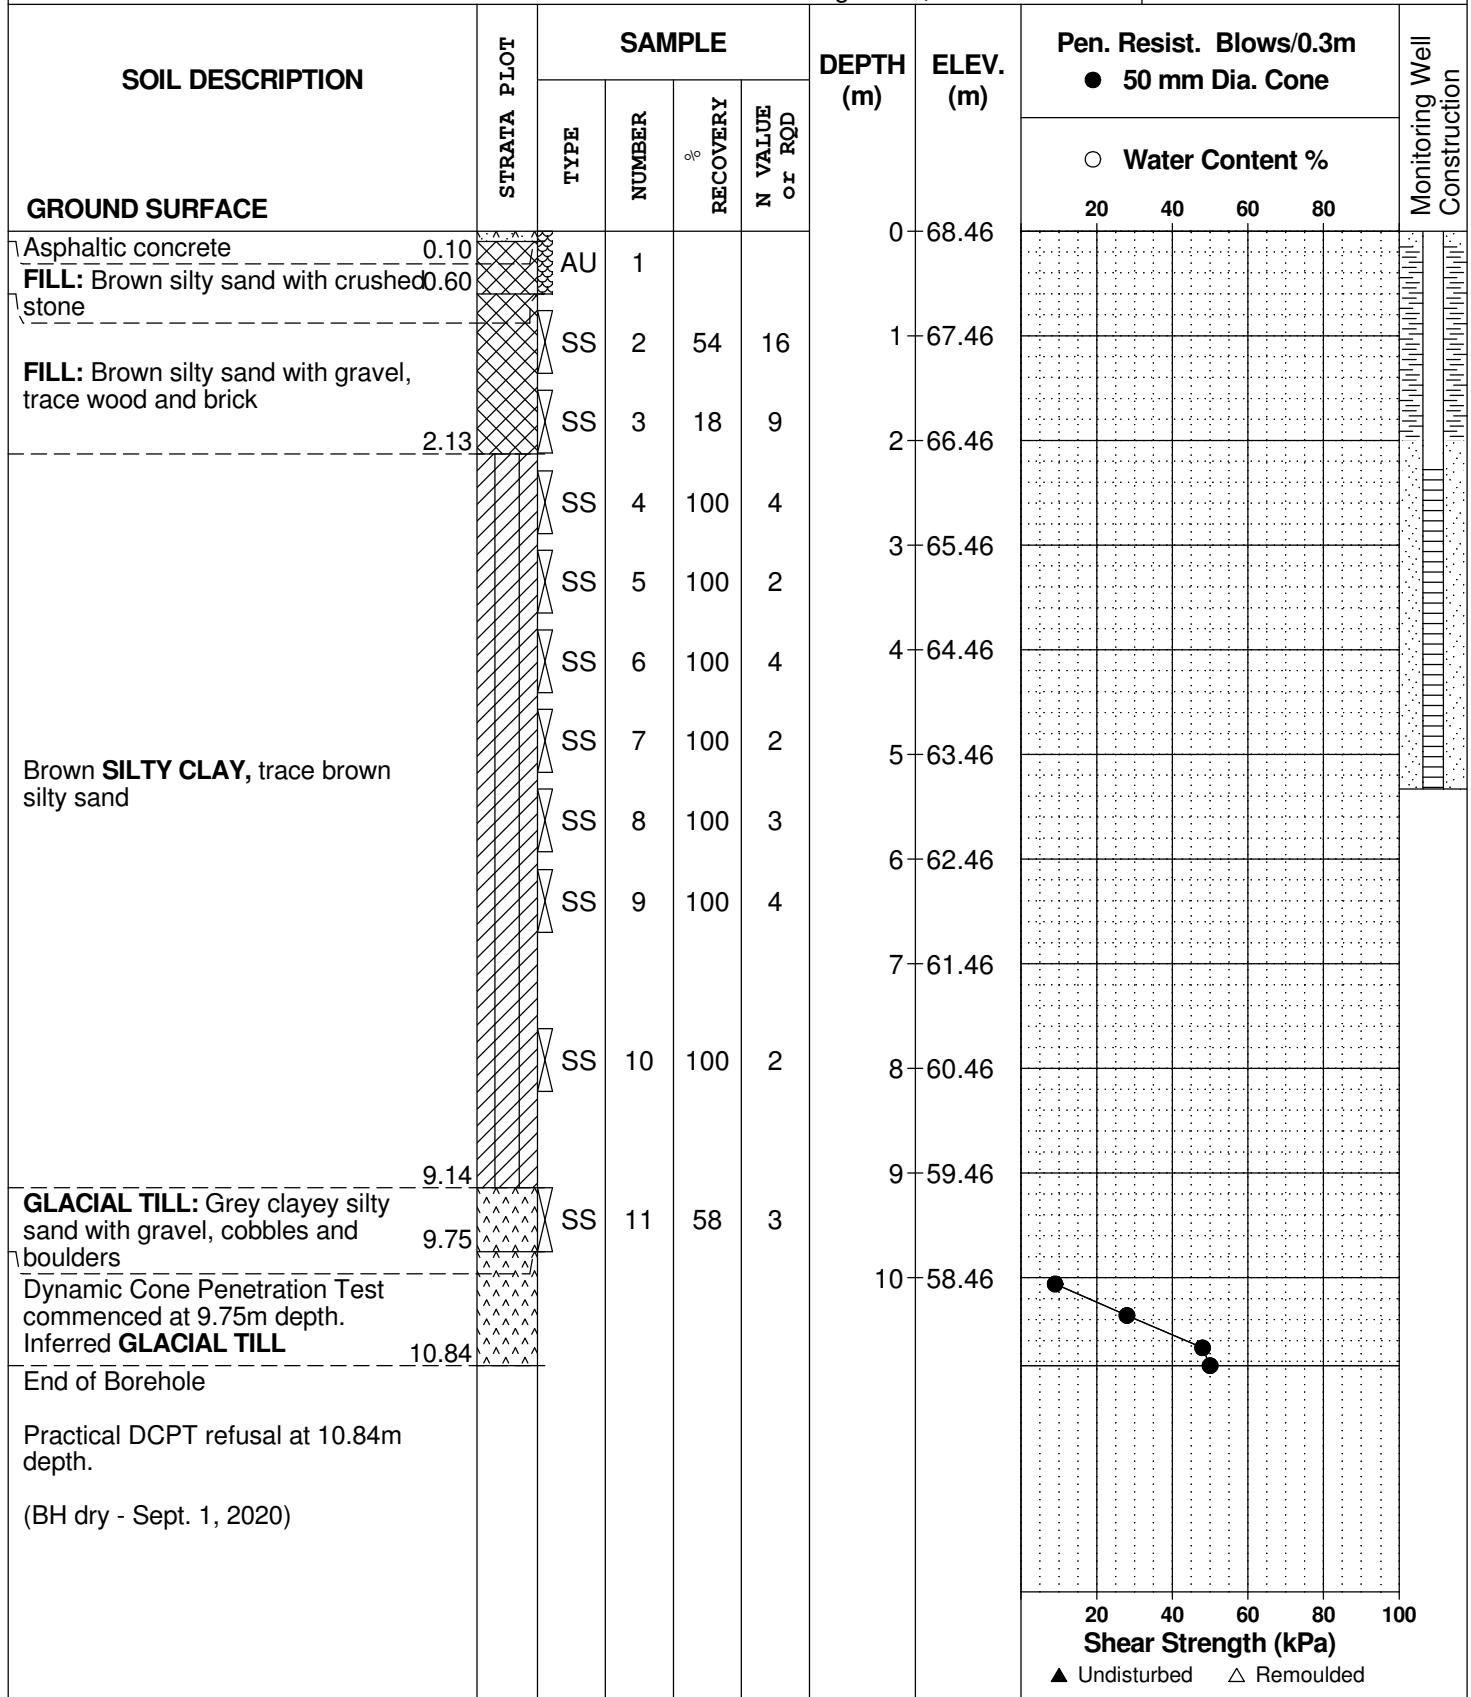 SOIL DESCRIPTION
GROUND SURFACE
STRATA PLOT
SAMPLE
TYPE
NUMBER
% RECOVERY
N VALUE or RQD
DEPTH (m)
ELEV. (m)
Pen. Resist. Blows/0.3m
● 50 mm Dia. Cone
○ Water Content %
20 40 60 80
Monitoring Well Construction
0 68.46
Asphaltic concrete 0.10
AU 1
FILL: Brown silty sand with crushed 0.60
stone
SS 2 54 16
1 67.46
FILL: Brown silty sand with gravel,
trace wood and brick
SS 3 18 9
2.13
2 66.46
SS 4 100 4
3 65.46
SS 5 100 2
4 64.46
SS 6 100 4
SS 7 100 2
5 63.46
Brown SILTY CLAY, trace brown
silty sand
SS 8 100 3
6 62.46
SS 9 100 4
7 61.46
SS 10 100 2
8 60.46
9.14
9 59.46
GLACIAL TILL: Grey clayey silty
sand with gravel, cobbles and
boulders
9.75
SS 11 58 3
10 58.46
Dynamic Cone Penetration Test
commenced at 9.75m depth.
Inferred GLACIAL TILL
10.84
End of Borehole
Practical DCPT refusal at 10.84m
depth.
(BH dry - Sept. 1, 2020)
20 40 60 80 100
Shear Strength (kPa)
▲ Undisturbed △ Remoulded